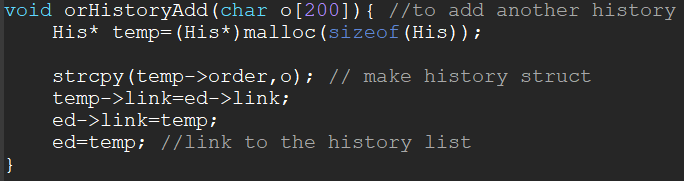 void orHistoryAdd(char o[200]){ //to add another history
    His* temp=(His*)malloc(sizeof(His));

    strcpy(temp->order,o); // make history struct
    temp->link=ed->link;
    ed->link=temp;
    ed=temp; //link to the history list
}